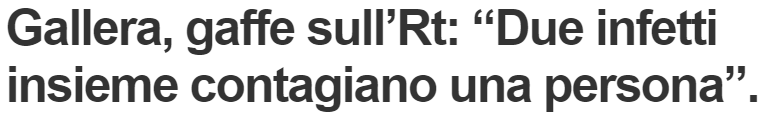 Gallera, gaffe sull’Rt: “Due infetti
insieme contagiano una persona”.